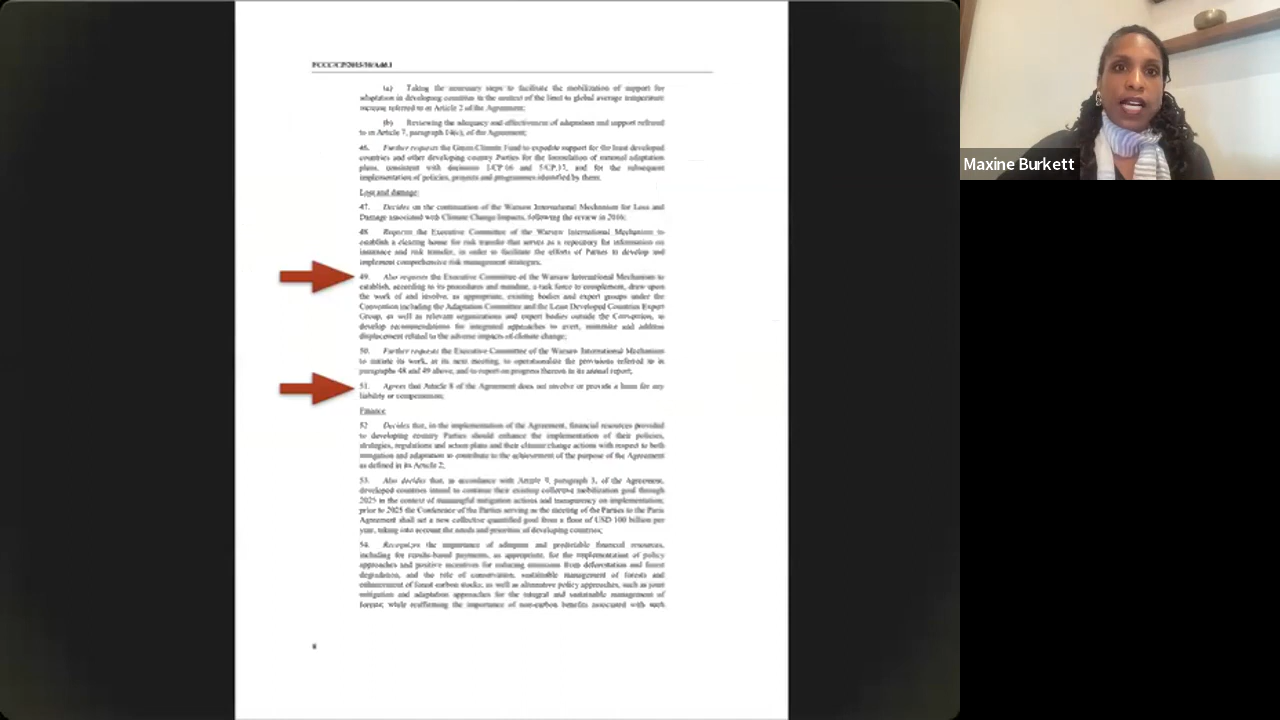 FCCC/CP/2015/10/Add.1
(a) Taking the necessary steps to facilitate the mobilization of support for
adaptation in developing countries in the context of the limit to global average temperature
increase referred to in Article 2 of the Agreement;
(b) Reviewing the adequacy and effectiveness of adaptation and support referred
to in Article 7, paragraph 14(c), of the Agreement;
46. Further requests the Green Climate Fund to expedite support for the least developed
countries and other developing country Parties for the formulation of national adaptation
plans, consistent with decisions 1/CP.16 and 5/CP.17, and for the subsequent
implementation of policies, projects and programmes identified by them;
Loss and damage
47. Decides on the continuation of the Warsaw International Mechanism for Loss and
Damage associated with Climate Change Impacts, following the review in 2016;
48. Requests the Executive Committee of the Warsaw International Mechanism to
establish a clearing house for risk transfer that serves as a repository for information on
insurance and risk transfer, in order to facilitate the efforts of Parties to develop and
implement comprehensive risk management strategies;
49. Also requests the Executive Committee of the Warsaw International Mechanism to
establish, according to its procedures and mandate, a task force to complement, draw upon
the work of and involve, as appropriate, existing bodies and expert groups under the
Convention including the Adaptation Committee and the Least Developed Countries Expert
Group, as well as relevant organizations and expert bodies outside the Convention, to
develop recommendations for integrated approaches to avert, minimize and address
displacement related to the adverse impacts of climate change;
50. Further requests the Executive Committee of the Warsaw International Mechanism
to initiate its work, at its next meeting, to operationalize the provisions referred to in
paragraphs 48 and 49 above, and to report on progress thereon in its annual report;
51. Agrees that Article 8 of the Agreement does not involve or provide a basis for any
liability or compensation;
Finance
52. Decides that, in the implementation of the Agreement, financial resources provided
to developing country Parties should enhance the implementation of their policies,
strategies, regulations and action plans and their climate change actions with respect to both
mitigation and adaptation to contribute to the achievement of the purpose of the Agreement
as defined in its Article 2;
53. Also decides that, in accordance with Article 9, paragraph 3, of the Agreement,
developed countries intend to continue their existing collective mobilization goal through
2025 in the context of meaningful mitigation actions and transparency on implementation;
prior to 2025 the Conference of the Parties serving as the meeting of the Parties to the Paris
Agreement shall set a new collective quantified goal from a floor of USD 100 billion per
year, taking into account the needs and priorities of developing countries;
54. Recognizes the importance of adequate and predictable financial resources,
including for results-based payments, as appropriate, for the implementation of policy
approaches and positive incentives for reducing emissions from deforestation and forest
degradation, and the role of conservation, sustainable management of forests and
enhancement of forest carbon stocks; as well as alternative policy approaches, such as joint
mitigation and adaptation approaches for the integral and sustainable management of
forests; while reaffirming the importance of non-carbon benefits associated with such
Maxine Burkett